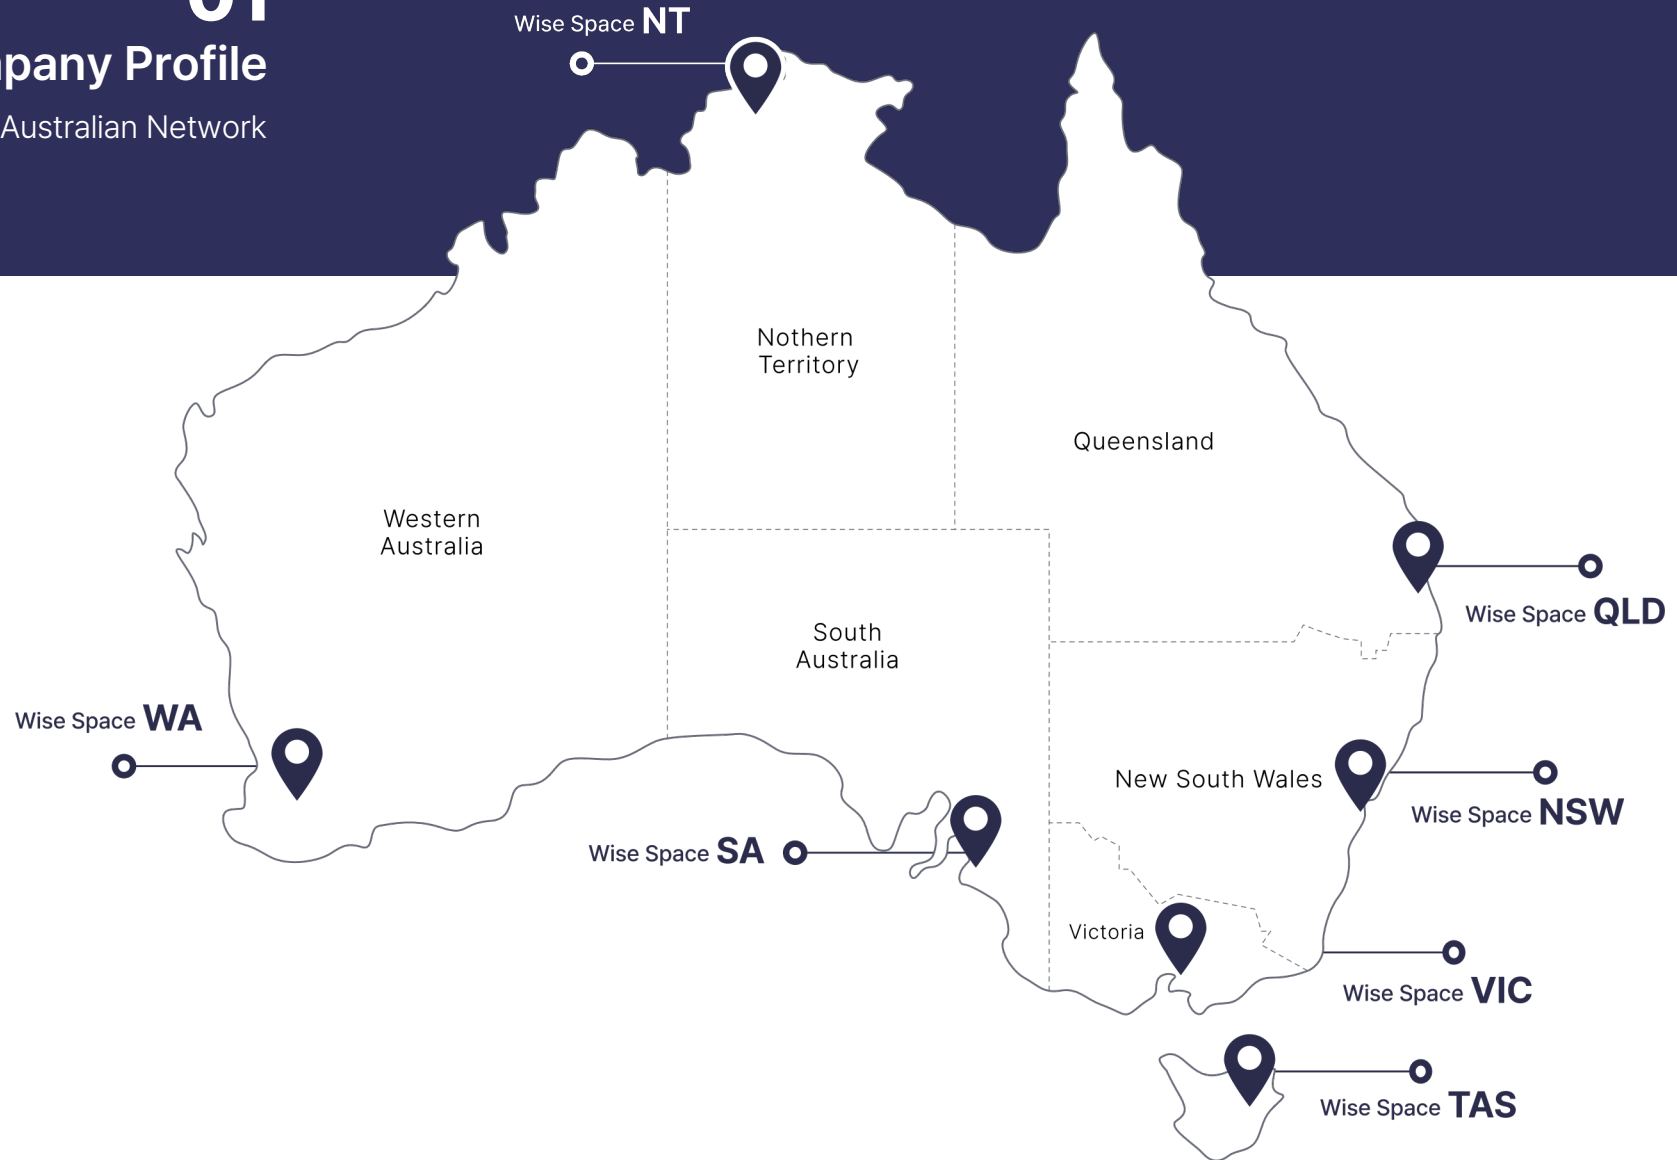 Profile
Australian Network
Wise Space NT
Nothern
Territory
Queensland
Western
Australia
South
Australia
Wise Space QLD
Wise Space WA
New South Wales
Wise Space NSW
Wise Space SA
Victoria
Wise Space VIC
Wise Space TAS